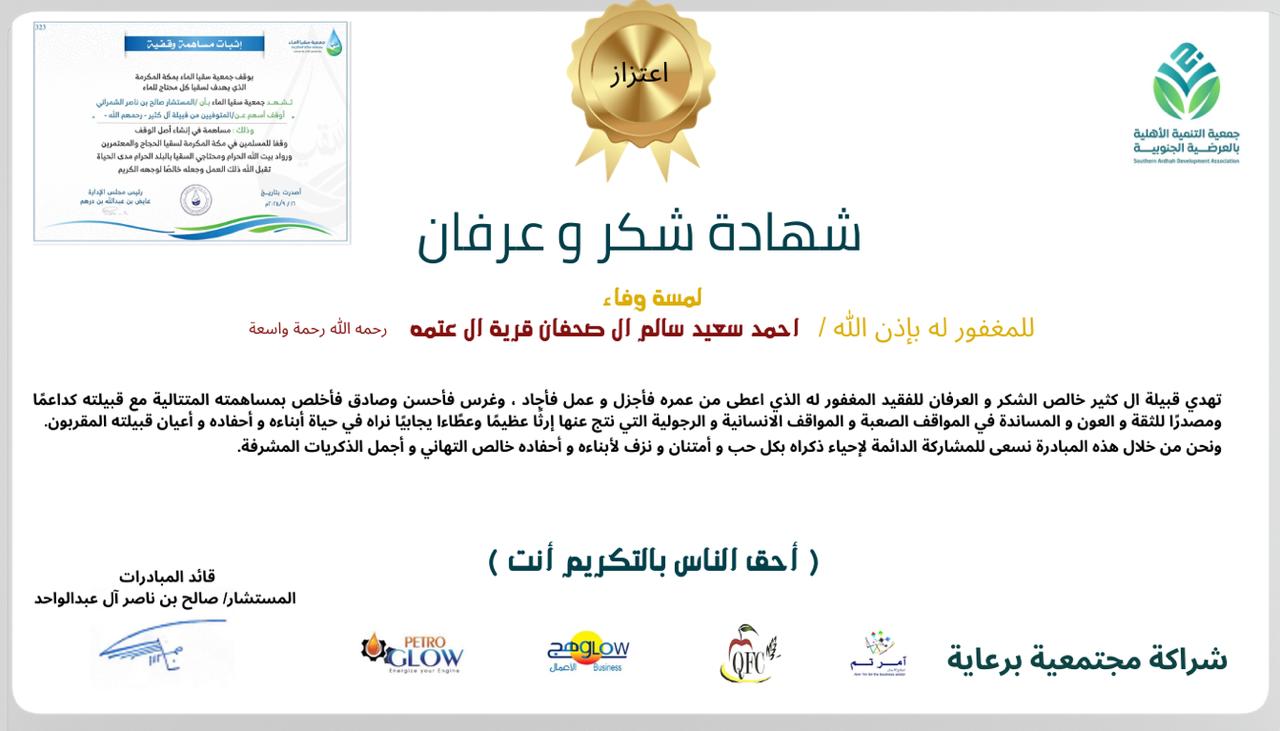 323
إثبات مساهمة وقفية
جمعية سقيا الماء
يوقف جمعية سقيا الماء بمكة المكرمة
الذي يهدف لسقيا كل محتاج للماء
تشهد جمعية سقيا الماء بأن /المستشار صالح بن ناصر الشمراني
أوقف أسهم عن/المتوفيين من قبيلة آل كثير - رحمهم الله -
وذلك : مساهمة في إنشاء أصل الوقف
وقفا للمسلمين في مكة المكرمة لسقيا الحجاج والمعتمرين
ورواد بيت الله الحرام ومحتاجي السقيا بالبلد الحرام مدى الحياة
تقبل الله ذلك العمل وجعله خالصًا لوجهه الكريم
أصدرت بتاريخ
رئيس مجلس الإدارة
عايض بن عبدالله بن درهم
اعتزاز
جمعية التنمية الأهلية
بالعرضية الجنوبية
Southern Ardhah Development Association
شهادة شكر و عرفان
لمسة وفاء
للمغفور له بإذن الله / احمد سعيد سالم ال صحفان قرية ال عتمه رحمه الله رحمة واسعة
تهدي قبيلة ال كثير خالص الشكر و العرفان للفقيد المغفور له الذي اعطى من عمره فأجزل و عمل فأجاد ، وغرس فأحسن وصادق فأخلص بمساهمته المتتالية مع قبيلته كداعمًا
ومصدرًا للثقة و العون و المساندة في المواقف الصعبة و المواقف الانسانية و الرجولية التي نتج عنها إرثًا عظيمًا وعطًاءا يجابيًا نراه في حياة أبناءه و أحفاده و أعيان قبيلته المقربون.
ونحن من خلال هذه المبادرة نسعى للمشاركة الدائمة لإحياء ذكراه بكل حب و أمتنان و نزف لأبناءه و أحفاده خالص التهاني و أجمل الذكريات المشرفة.
( أحق الناس بالتكريم أنت )
قائد المبادرات
المستشار/ صالح بن ناصر آل عبدالواحد
شراكة مجتمعية برعاية
آمر تم
QFC
هج GLOW
الأعمال Business
PETRO
GLOW
Energize your Engine